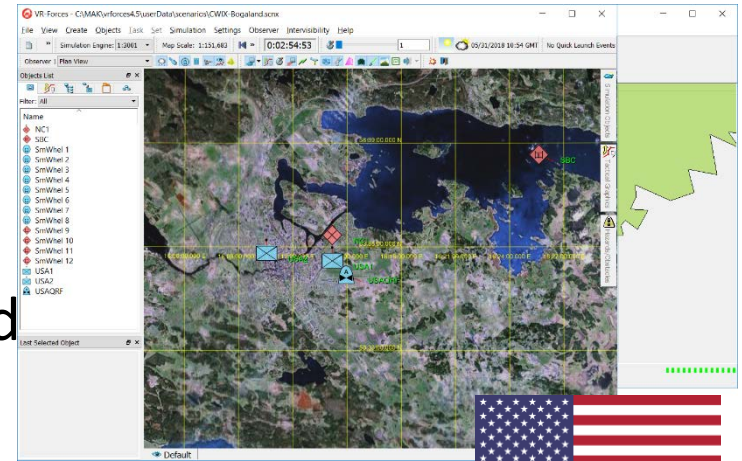 VR-Forces - C:\MAK\vrforces4.5\userData\scenarios\CWIX-Bogaland.scnx
File View Create Objects Task Set Simulation Settings Observer Intervisibility Help
Simulation Engine: 1:3001 Map Scale: 1:151,683 0:02:54:53 1 05/31/2018 10:54 GMT No Quick Launch Events
Observer 1 Plan View
Objects List
Filter: All
Name
NC1
SBC
SmWhel 1
SmWhel 2
SmWhel 3
SmWhel 4
SmWhel 5
SmWhel 6
SmWhel 7
SmWhel 8
SmWhel 9
SmWhel 10
SmWhel 11
SmWhel 12
USA1
USA2
USAQRF
Last Selected Object
SBC
USA1
USAQRF
Simulation Objects
Tactical Graphics
Hazards/Obstacles
Default
d